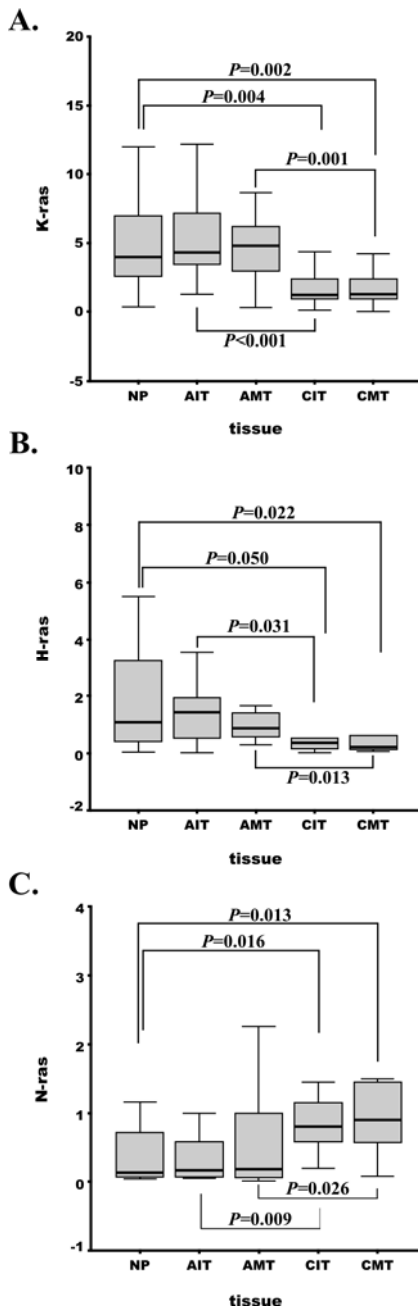 A.
20
P=0.002
15
P=0.004
P=0.001
10
K-ras
5
0
P<0.001
-5
NP AIT AMT CIT CMT
tissue
B.
10
P=0.022
8
P=0.050
6
P=0.031
H-ras
4
2
0
P=0.013
-2
NP AIT AMT CIT CMT
tissue
C.
4
P=0.013
P=0.016
3
2
N-ras
1
0
P=0.026
P=0.009
-1
NP AIT AMT CIT CMT
tissue